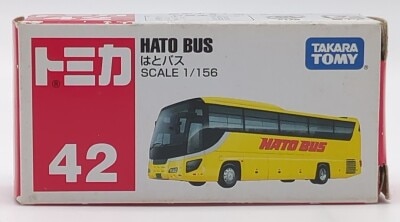 トミカ®
42
HATO BUS
はとバス
SCALE 1/156
TAKARA
TOMY
HATO BUS